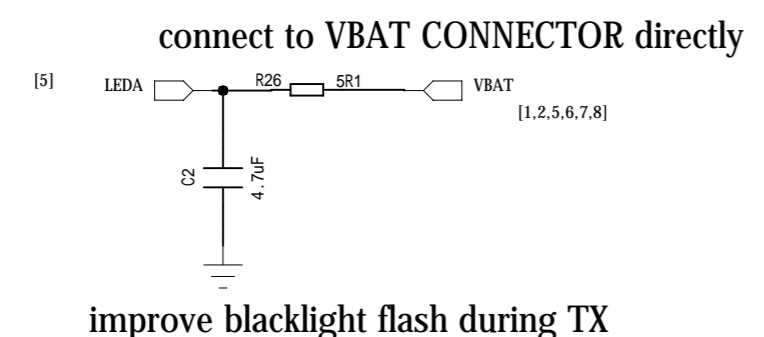 connect to VBAT CONNECTOR directly
[5] LEDA R26 5R1 VBAT
[1,2,5,6,7,8]
C2 4.7uF
improve blacklight flash during TX